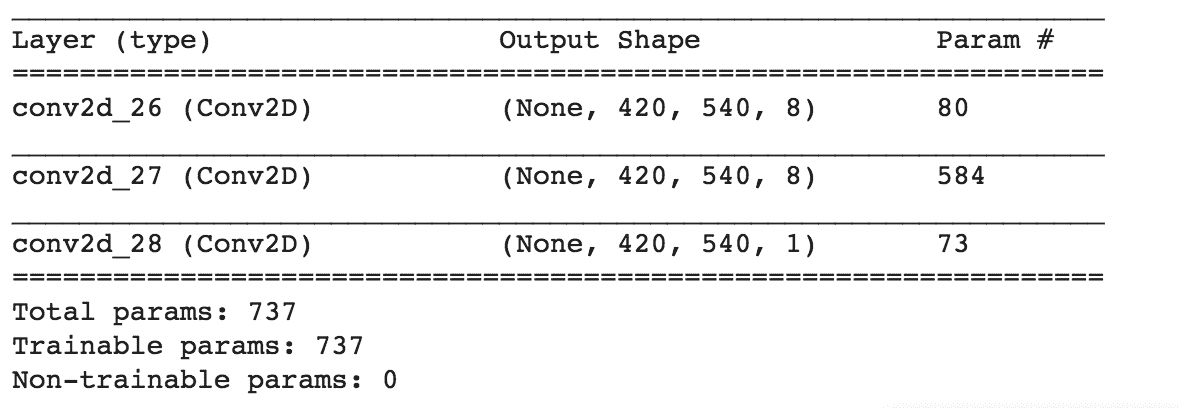 Layer (type) Output Shape Param #
conv2d_26 (Conv2D) (None, 420, 540, 8) 80
conv2d_27 (Conv2D) (None, 420, 540, 8) 584
conv2d_28 (Conv2D) (None, 420, 540, 1) 73
Total params: 737
Trainable params: 737
Non-trainable params: 0